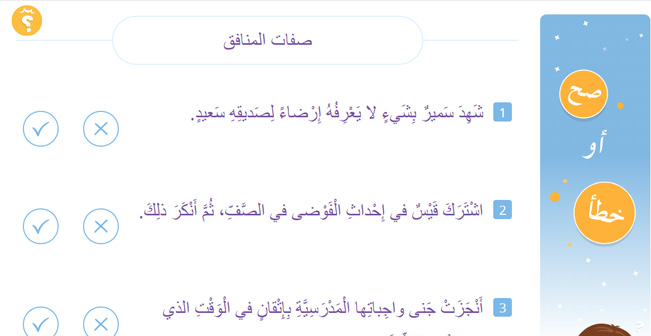 صفات المنافق
صح
أو
خطأ
1 شَهِدَ سَميرٌ بِشَيءٍ لا يَعْرِفُهُ إِرْضاءً لِصَديقِهِ سَعيدٍ.
2 اشْتَرَكَ قَيْسٌ في إِحْداثِ الْفَوْضى في الصَّفِّ، ثُمَّ أَنْكَرَ ذلِكَ.
3 أَنْجَزَتْ جَنى واجِباتِها الْمَدْرَسِيَّةِ بِإِتْقانٍ في الْوَقْتِ الذي